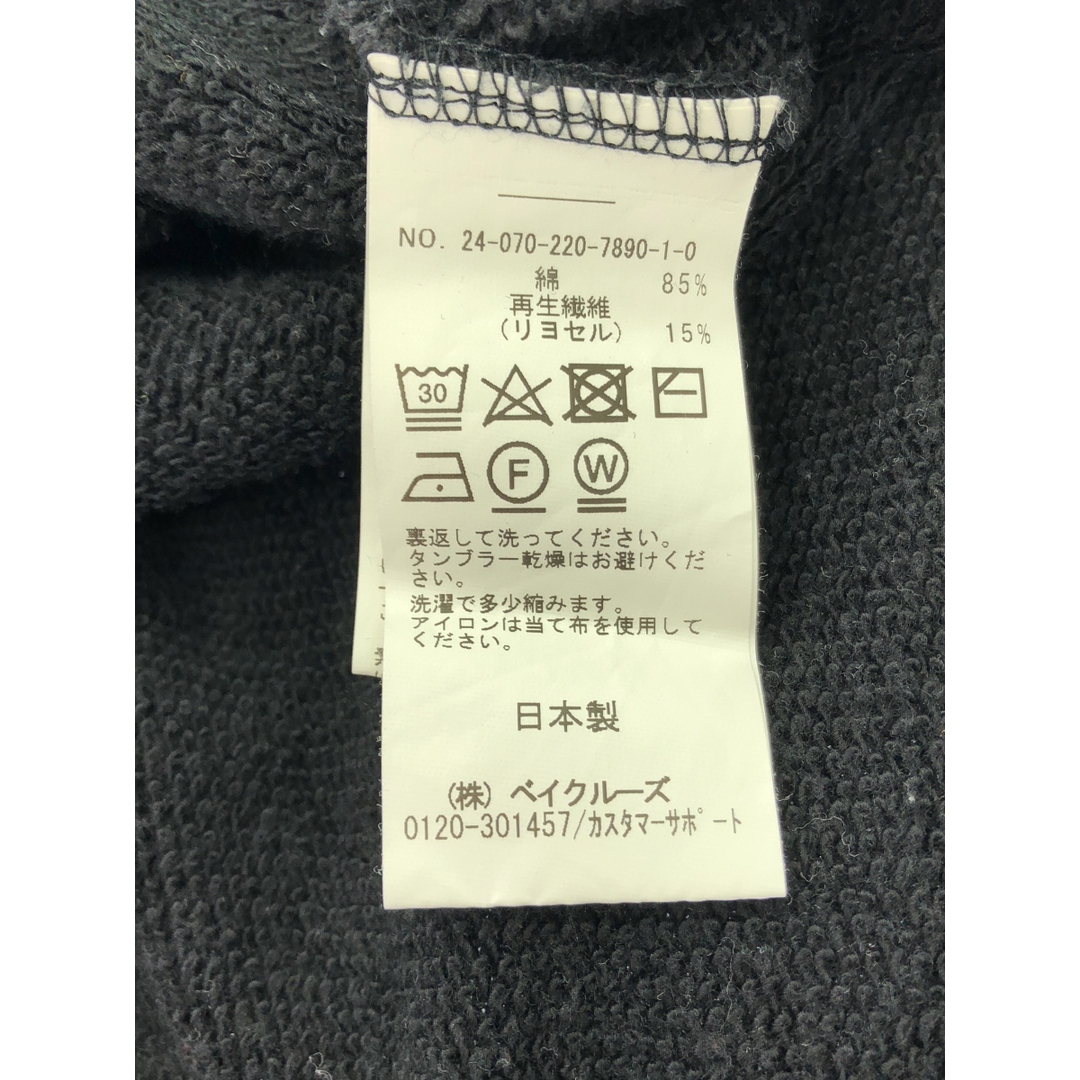 NO. 24-070-220-7890-1-0
綿 85%
再生繊維
(リヨセル) 15%
30
F W
裏返して洗ってください。
タンブラー乾燥はお避けくだ
さい。
洗濯で多少縮みます。
アイロンは当て布を使用して
ください。
日本製
(株) ベイクルーズ
0120-301457/カスタマーサポート